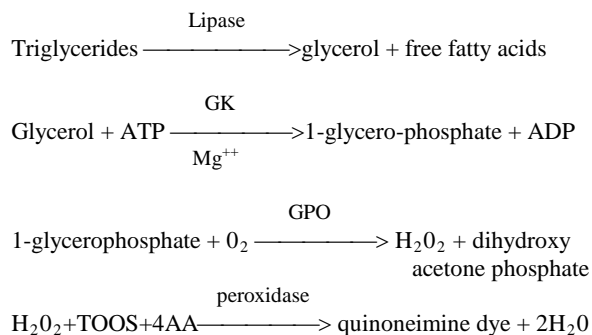 Lipase
Triglycerides ————> glycerol + free fatty acids
GK
Glycerol + ATP ————> 1-glycero-phosphate + ADP
Mg⁺⁺
GPO
1-glycerophosphate + 0₂ ————> H₂0₂ + dihydroxy
acetone phosphate
peroxidase
H₂0₂+TOOS+4AA————> quinoneimine dye + 2H₂0